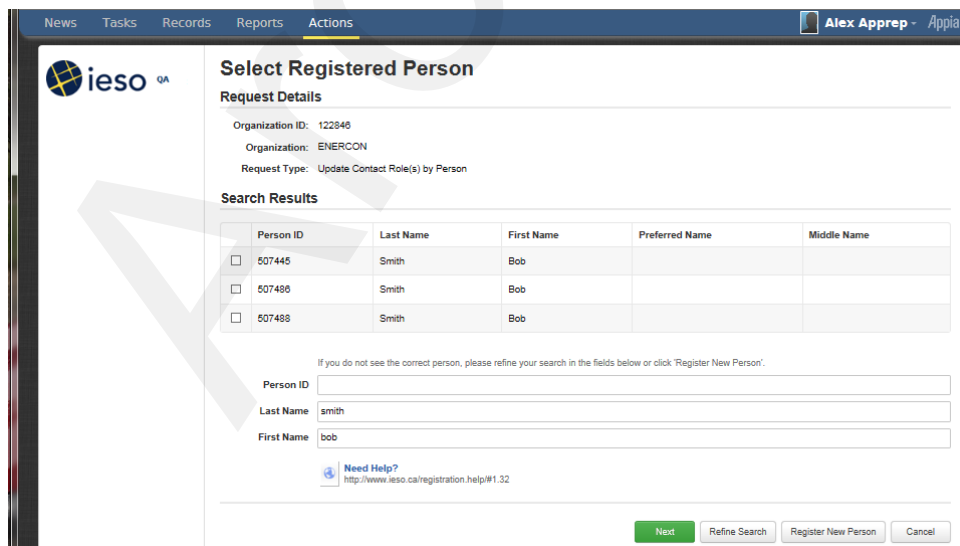 News Tasks Records Reports Actions Alex Apprep Appia
ieso QA
Select Registered Person
Request Details
Organization ID: 122846
Organization: ENERCON
Request Type: Update Contact Role(s) by Person
Search Results
Person ID Last Name First Name Preferred Name Middle Name
507445 Smith Bob
507486 Smith Bob
507488 Smith Bob
If you do not see the correct person, please refine your search in the fields below or click 'Register New Person'.
Person ID
Last Name smith
First Name bob
Need Help?
http://www.ieso.ca/registration.help/#1.32
Next Refine Search Register New Person Cancel